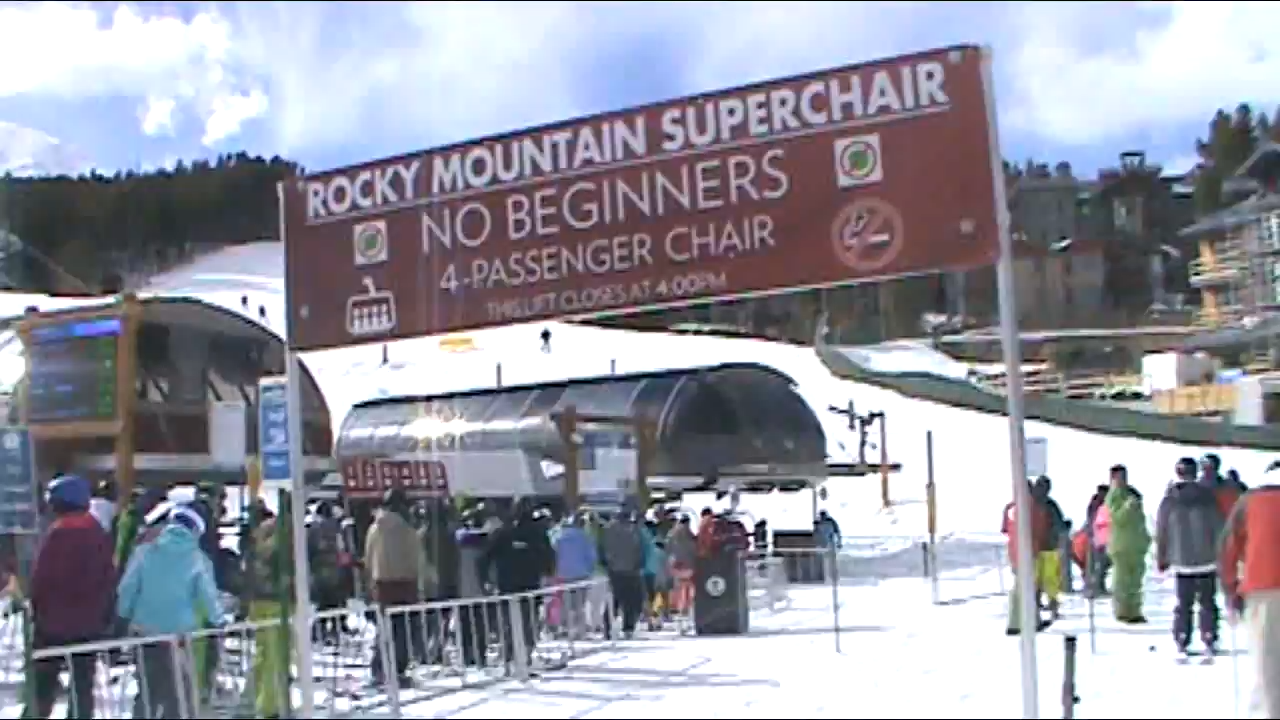 ROCKY MOUNTAIN SUPERCHAIR
NO BEGINNERS
4-PASSENGER CHAIR
THIS LIFT CLOSES AT 4:00PM